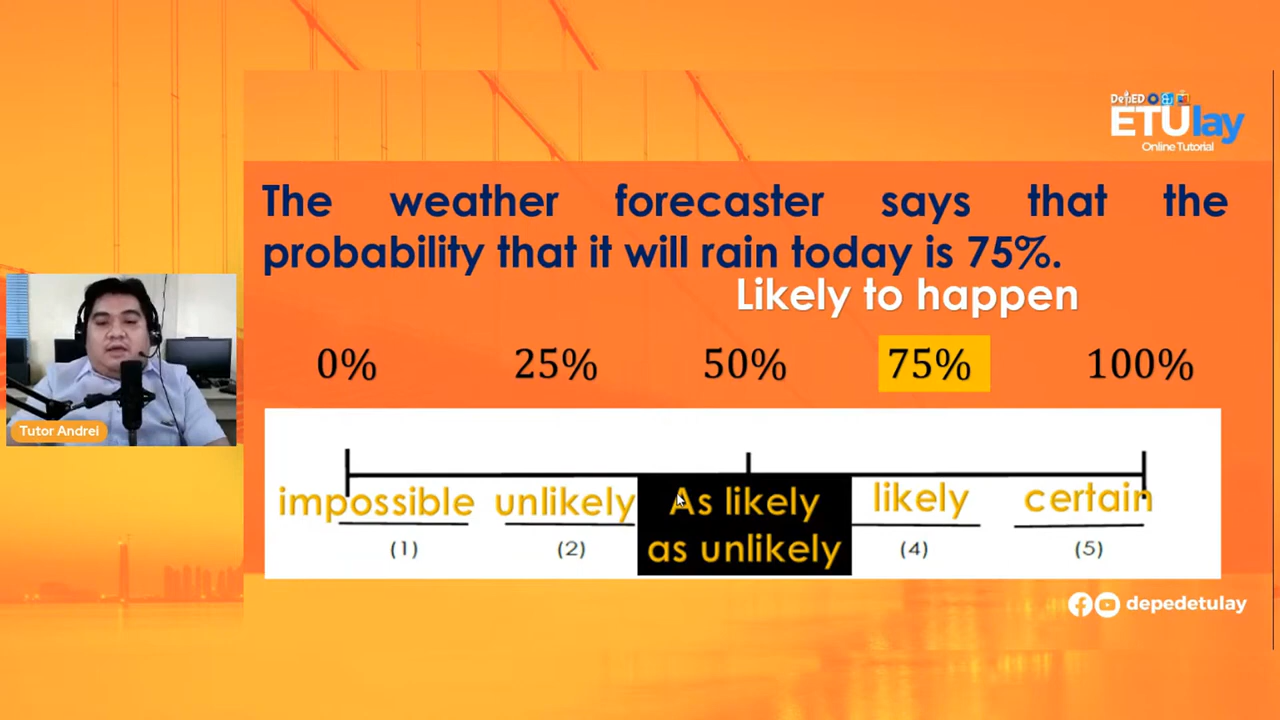 DepED
ETUlay
Online Tutorial
The weather forecaster says that the
probability that it will rain today is 75%.
Likely to happen
0% 25% 50% 75% 100%
impossible unlikely As likely likely certain
as unlikely
(1) (2) (4) (5)
Tutor Andrei
depedetulay